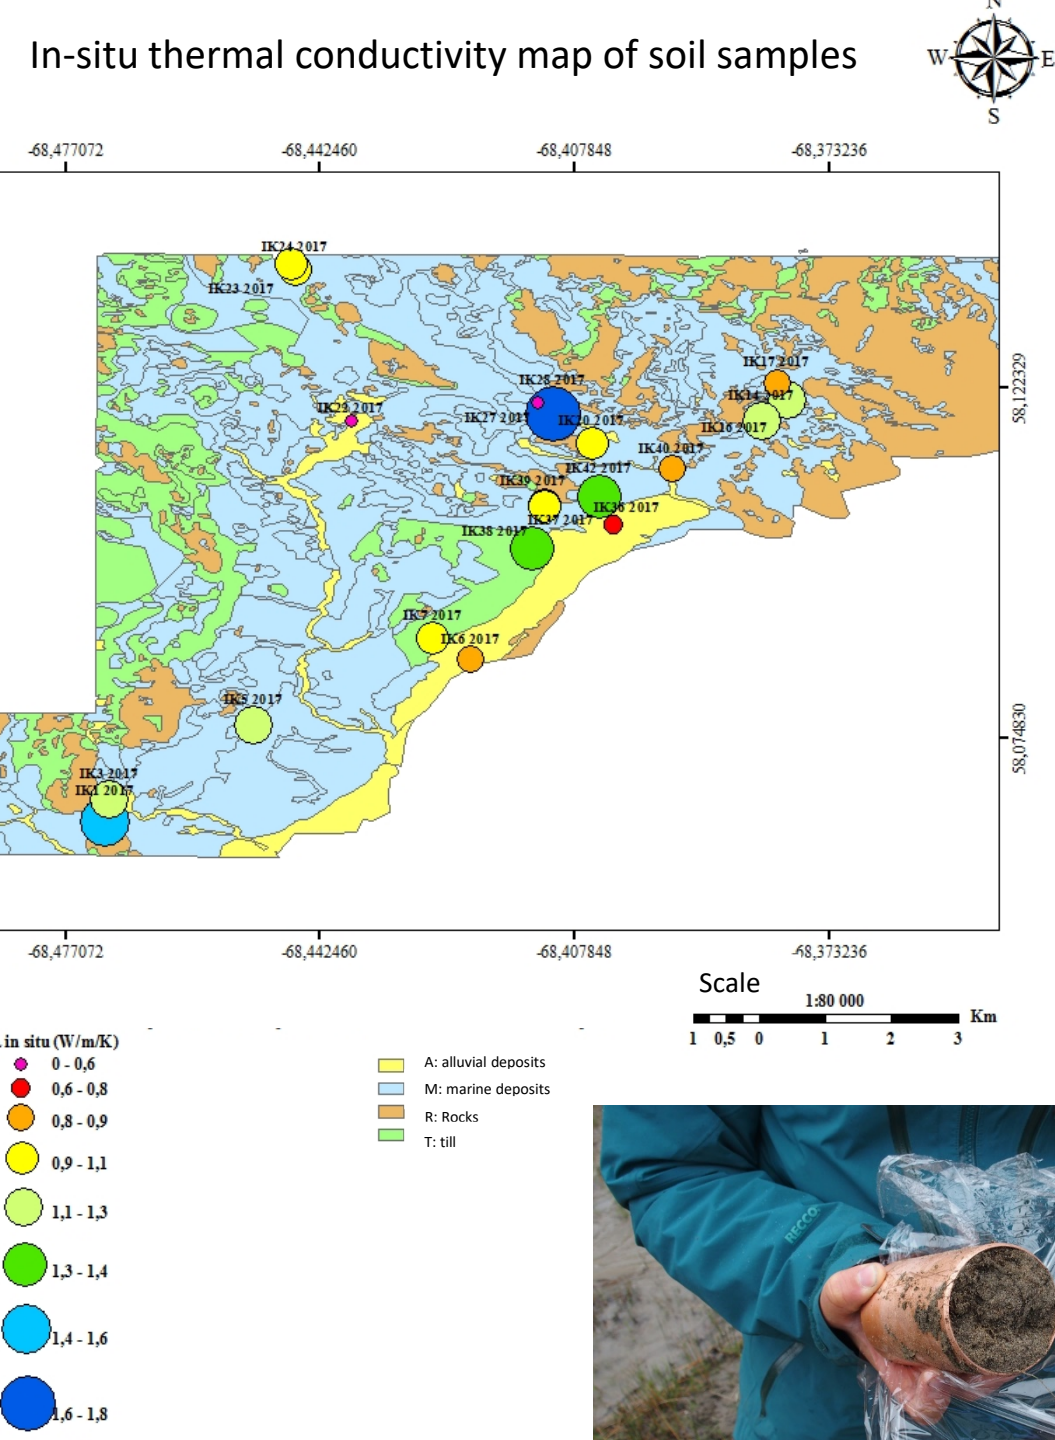 N
In-situ thermal conductivity map of soil samples
W
E
S
-68,477072
-68,442460
-68,407848
-68,373236
IK24 2017
IK23 2017
58,122329
IK17 2017
IK28 2017
IK14 2017
IK22 2017
IK27 2017
IK20 2017
IK16 2017
IK40 2017
IK42 2017
IK39 2017
IK36 2017
IK37 2017
IK38 2017
IK7 2017
IK6 2017
IK5 2017
58,074830
IK3 2017
IK1 2017
-68,477072
-68,442460
-68,407848
-68,373236
Scale
1:80 000
Km
1 0,5 0 1 2 3
in situ (W/m/K)
0 - 0,6
0,6 - 0,8
0,8 - 0,9
0,9 - 1,1
1,1 - 1,3
1,3 - 1,4
1,4 - 1,6
1,6 - 1,8
A: alluvial deposits
M: marine deposits
R: Rocks
T: till
RECCO